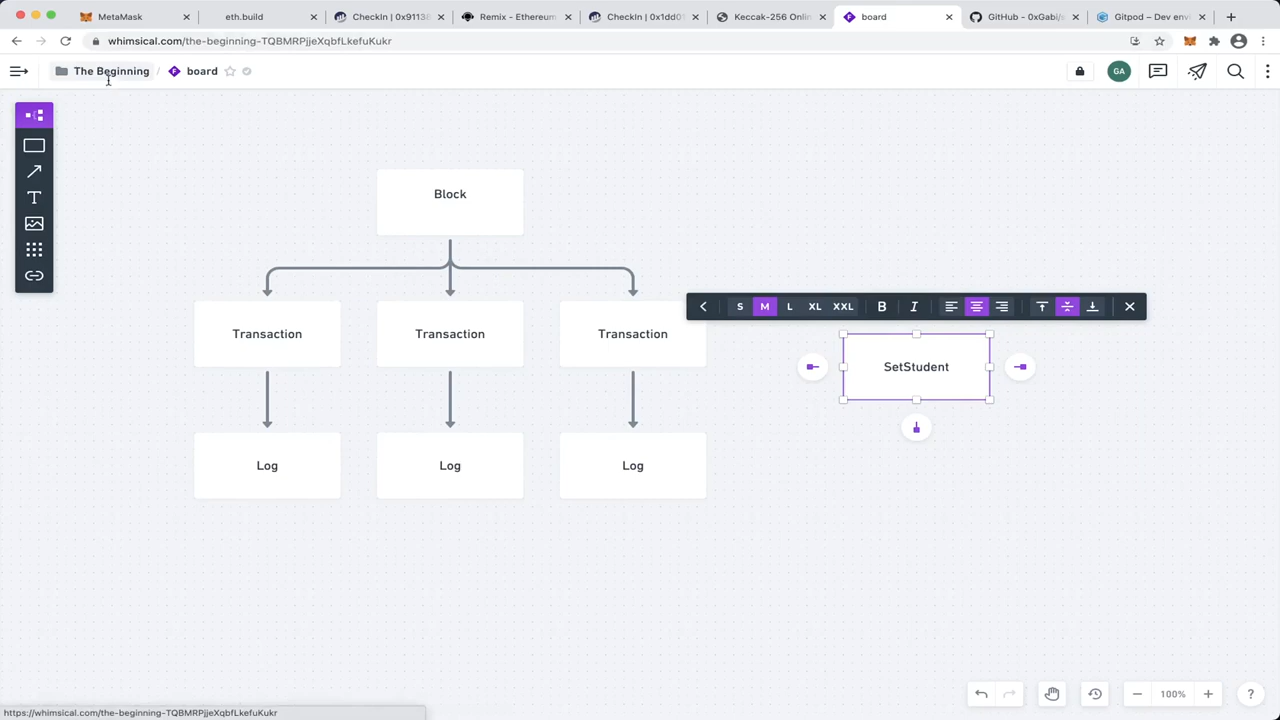 MetaMask
eth.build
CheckIn | 0x9113
Remix - Ethereum
CheckIn | 0x1dd0
Keccak-256 Onlin
board
GitHub - 0xGabi/s
Gitpod – Dev envi
whimsical.com/the-beginning-TQBMRPjjeXqbfLkefuKukr
The Beginning / board
GA
Block
S M L XL XXL B I
Transaction
Transaction
Transaction
SetStudent
Log
Log
Log
100%
?
https://whimsical.com/the-beginning-TQBMRPjjeXqbfLkefuKukr